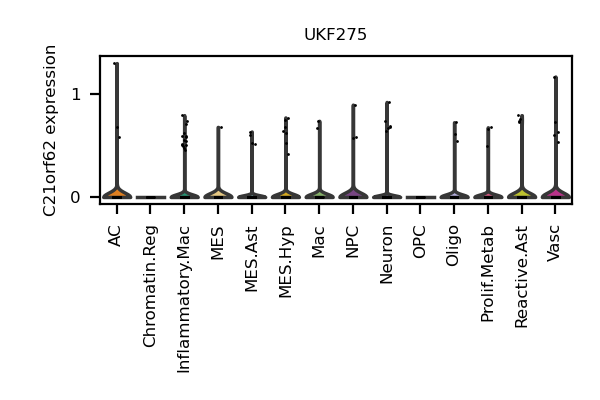 UKF275
C21orf62 expression
1
0
AC
Chromatin.Reg
Inflammatory.Mac
MES
MES.Ast
MES.Hyp
Mac
NPC
Neuron
OPC
Oligo
Prolif.Metab
Reactive.Ast
Vasc